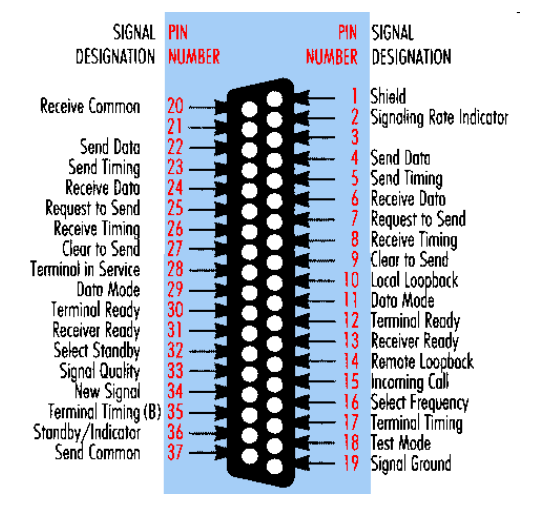 SIGNAL PIN
DESIGNATION NUMBER
Receive Common 20
21
Send Data 22
Send Timing 23
Receive Data 24
Request to Send 25
Receive Timing 26
Clear to Send 27
Terminal in Service 28
Data Mode 29
Terminal Ready 30
Receiver Ready 31
Select Standby 32
Signal Quality 33
New Signal 34
Terminal Timing (B) 35
Standby/Indicator 36
Send Common 37
PIN SIGNAL
NUMBER DESIGNATION
1 Shield
2 Signaling Rate Indicator
3
4 Send Data
5 Send Timing
6 Receive Data
7 Request to Send
8 Receive Timing
9 Clear to Send
10 Local Loopback
11 Data Mode
12 Terminal Ready
13 Receiver Ready
14 Remote Loopback
15 Incoming Call
16 Select Frequency
17 Terminal Timing
18 Test Mode
19 Signal Ground